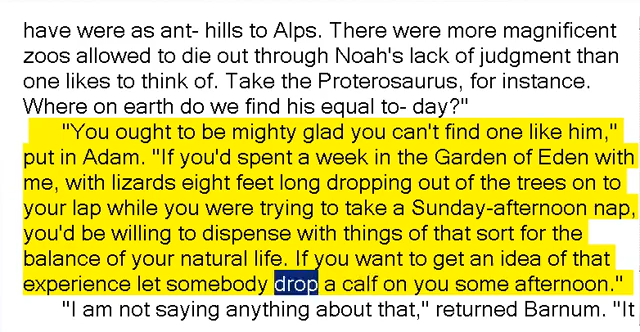 have were as ant- hills to Alps. There were more magnificent
zoos allowed to die out through Noah's lack of judgment than
one likes to think of. Take the Proterosaurus, for instance.
Where on earth do we find his equal to- day?"
"You ought to be mighty glad you can't find one like him,"
put in Adam. "If you'd spent a week in the Garden of Eden with
me, with lizards eight feet long dropping out of the trees on to
your lap while you were trying to take a Sunday-afternoon nap,
you'd be willing to dispense with things of that sort for the
balance of your natural life. If you want to get an idea of that
experience let somebody drop a calf on you some afternoon."
"I am not saying anything about that," returned Barnum. "It